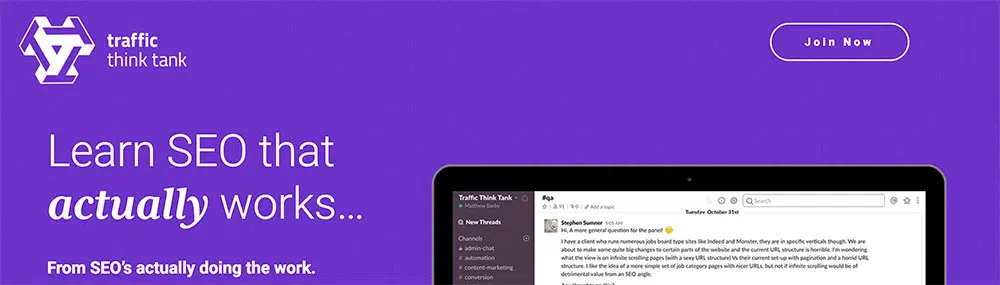 traffic
think tank
Join Now
Learn SEO that
actually works...
From SEO's actually doing the work.
Traffic Think Tank
Matthew Barby
New Threads
Channels
# admin-chat
# automation
# content-marketing
# conversion
#qa
91
0
Add a topic
Search
Tuesday, October 31st
Stephen Sumner 5:05 AM
Hi, A more general question for the panel!
I have a client who runs numerous jobs board type sites like Indeed and Monster, they are in specific verticals though. We are
about to make some quite big changes to certain parts of the website and the current URL structure is horrible. I'm wondering
what the view is on infinite scrolling pages (with a sexy URL structure) Vs their current set-up with pagination and a horrid URL
structure. I like the idea of a more simple set of job category pages with nicer URLs, but not if infinite scrolling would be of
detrimental value from an SEO angle.